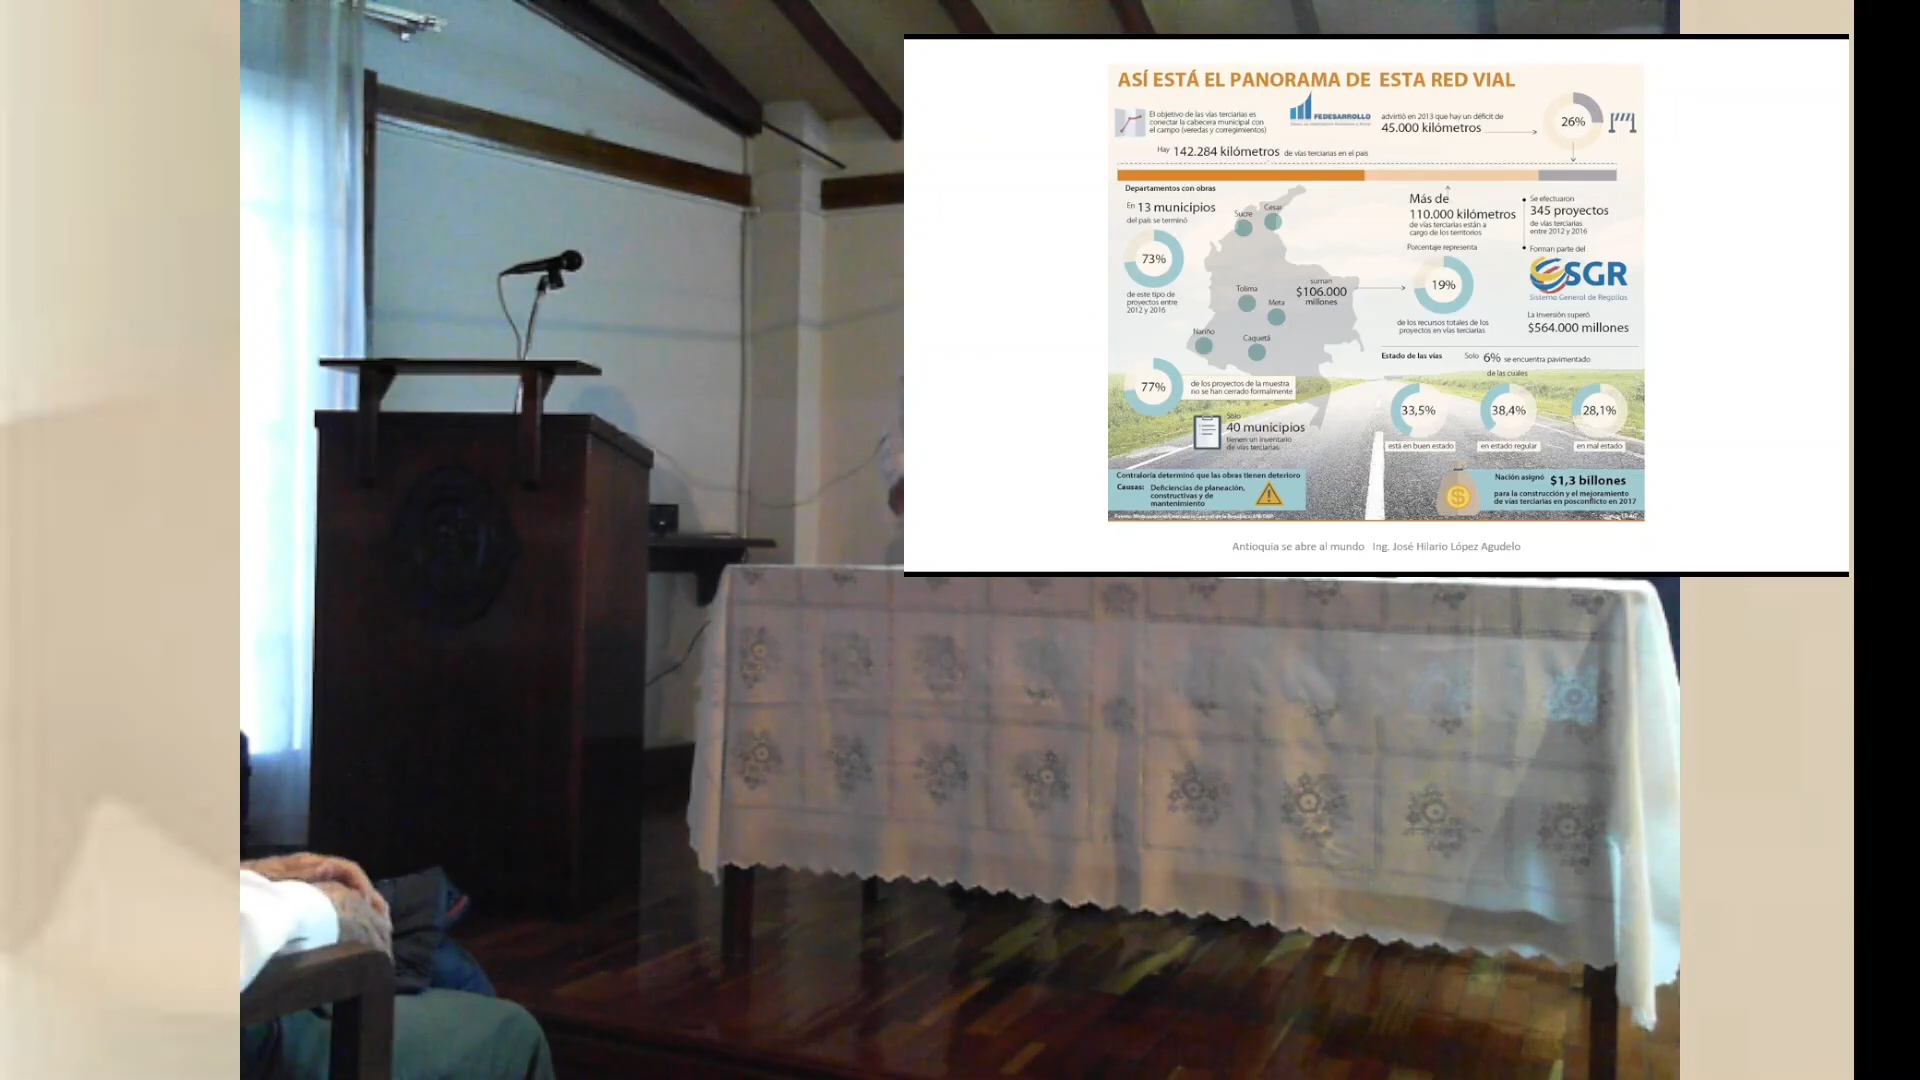 ASÍ ESTÁ EL PANORAMA DE ESTA RED VIAL
El objetivo de las vías terciarias es
conectar la cabecera municipal con
el campo (veredas y corregimientos)
FEDESARROLLO
advirtió en 2013 que hay un déficit de
45.000 kilómetros
26%
Hay 142.284 kilómetros de vías terciarias en el país
Departamentos con obras
En 13 municipios
del país se terminó
73%
de este tipo de
proyectos entre
2012 y 2016
Sucre
Cesar
Tolima
Meta
Nariño
Caquetá
suman
$106.000
millones
Más de
110.000 kilómetros
de vías terciarias están a
cargo de los territorios
Porcentaje representa
19%
de los recursos totales de los
proyectos en vías terciarias
Se efectuaron
345 proyectos
de vías terciarias
entre 2012 y 2016
Forman parte del
SGR
Sistema General de Regalías
La inversión superó
$564.000 millones
77%
de los proyectos de la muestra
no se han cerrado formalmente
Sólo
40 municipios
tienen un inventario
de vías terciarias
Estado de las vías
Solo 6% se encuentra pavimentado
de las cuales
33,5%
está en buen estado
38,4%
en estado regular
28,1%
en mal estado
Contraloría determinó que las obras tienen deterioro
Causas: Deficiencias de planeación,
constructivas y de
mantenimiento
Nación asignó $1,3 billones
para la construcción y el mejoramiento
de vías terciarias en posconflicto en 2017
Antioquia se abre al mundo Ing. José Hilario López Agudelo